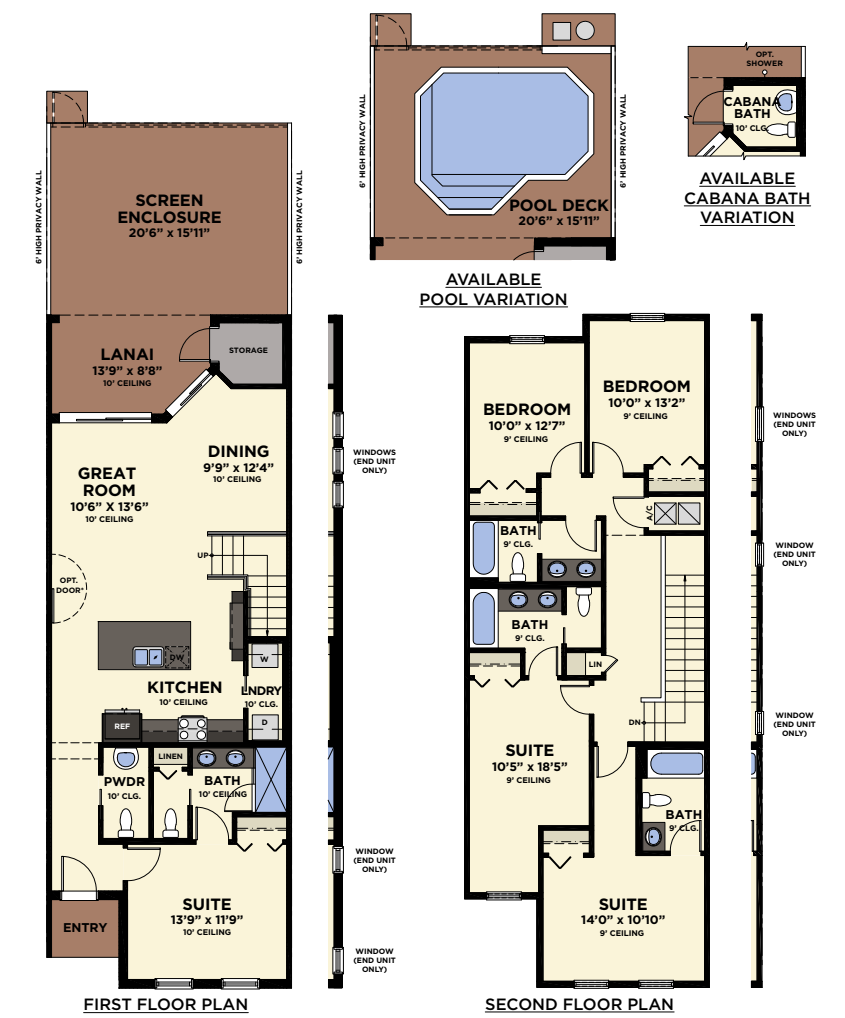 OPT.
SHOWER
CABANA
BATH
10' CLG.
AVAILABLE
CABANA BATH
VARIATION
6' HIGH PRIVACY WALL
6' HIGH PRIVACY WALL
POOL DECK
20'6" x 15'11"
AVAILABLE
POOL VARIATION
6' HIGH PRIVACY WALL
6' HIGH PRIVACY WALL
SCREEN
ENCLOSURE
20'6" x 15'11"
LANAI
13'9" x 8'8"
10' CEILING
STORAGE
DINING
9'9" x 12'4"
10' CEILING
GREAT
ROOM
10'6" X 13'6"
10' CEILING
WINDOWS
(END UNIT
ONLY)
UP
OPT.
DOOR*
DW
W
KITCHEN
10' CEILING
LNDRY
10' CLG.
D
REF
LINEN
PWDR
10' CLG.
BATH
10' CEILING
WINDOW
(END UNIT
ONLY)
SUITE
13'9" x 11'9"
10' CEILING
ENTRY
WINDOW
(END UNIT
ONLY)
FIRST FLOOR PLAN
BEDROOM
10'0" x 12'7"
9' CEILING
BEDROOM
10'0" x 13'2"
9' CEILING
WINDOWS
(END UNIT
ONLY)
A/C
BATH
9' CLG.
WINDOW
(END UNIT
ONLY)
BATH
9' CLG.
LIN
DN
WINDOW
(END UNIT
ONLY)
SUITE
10'5" x 18'5"
9' CEILING
BATH
9' CLG.
SUITE
14'0" x 10'10"
9' CEILING
SECOND FLOOR PLAN